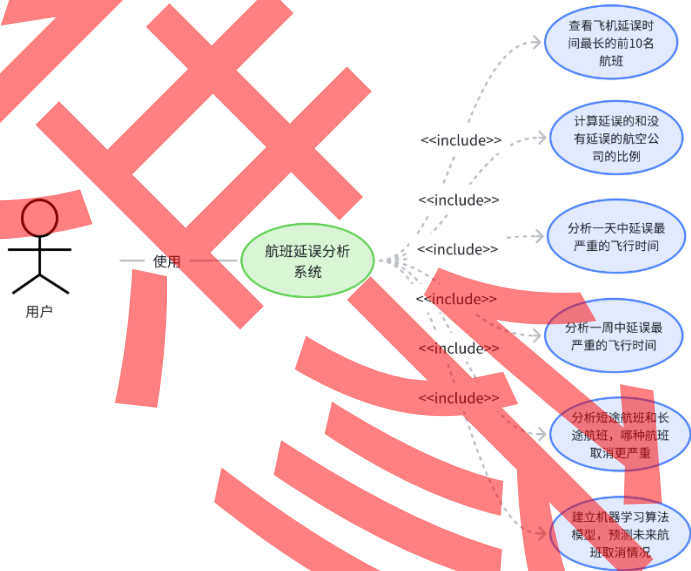 查看飞机延误时
间最长的前10名
航班
<<include>>
计算延误的和没
有延误的航空公
司的比例
<<include>>
分析一天中延误最
严重的飞行时间
<<include>>
航班延误分析
系统
使用
用户
<<include>>
分析一周中延误最
严重的飞行时间
<<include>>
<<include>>
分析短途航班和长
途航班，哪种航班
取消更严重
建立机器学习算法
模型，预测未来航
班取消情况